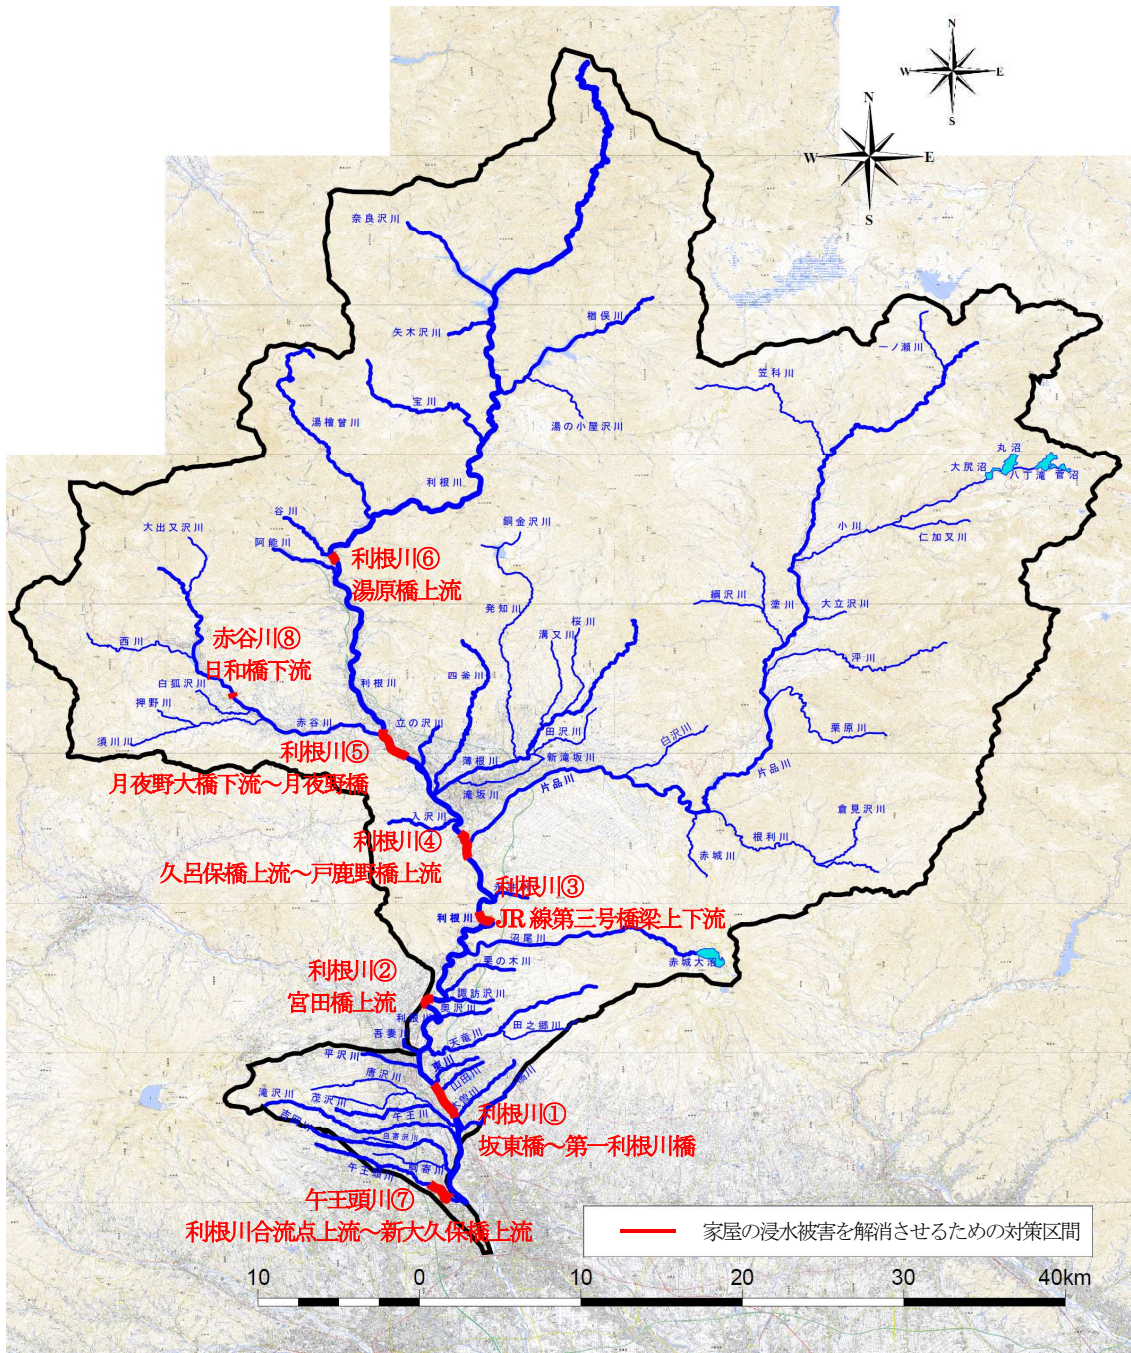 N
W
E
S
N
W
E
S
奈良沢川
矢木沢川
楢俣川
一ノ瀬川
笠科川
宝川
湯檜曾川
湯の小屋沢川
丸沼
大尻沼
八丁滝
菅沼
利根川
谷川
大出又沢川
銅金沢川
小川
仁加又川
阿能川
利根川⑥
湯原橋上流
綱沢川
塗川
大立沢川
発知川
桜川
溝又川
赤谷川⑧
日和橋下流
西川
泙川
四釜川
白狐沢川
利根川
押野川
赤谷川
立の沢川
田沢川
白沢川
栗原川
須川川
利根川⑤
月夜野大橋下流～月夜野橋
薄根川
新滝坂川
片品川
片品川
滝坂川
倉見沢川
入沢川
利根川④
久呂保橋上流～戸鹿野橋上流
根利川
赤城川
利根川③
JR線第三号橋梁上下流
利根川
沼尾川
栗の木川
赤城大沼
利根川②
宮田橋上流
諏訪沢川
奥沢川
利根川
吾妻川
天竜川
田之郷川
平沢川
唐沢川
山田川
滝沢川
茂沢川
午王川
利根川①
坂東橋～第一利根川橋
午王頭川
午王頭川⑦
利根川合流点上流～新大久保橋上流
家屋の浸水被害を解消させるための対策区間
10
0
10
20
30
40km